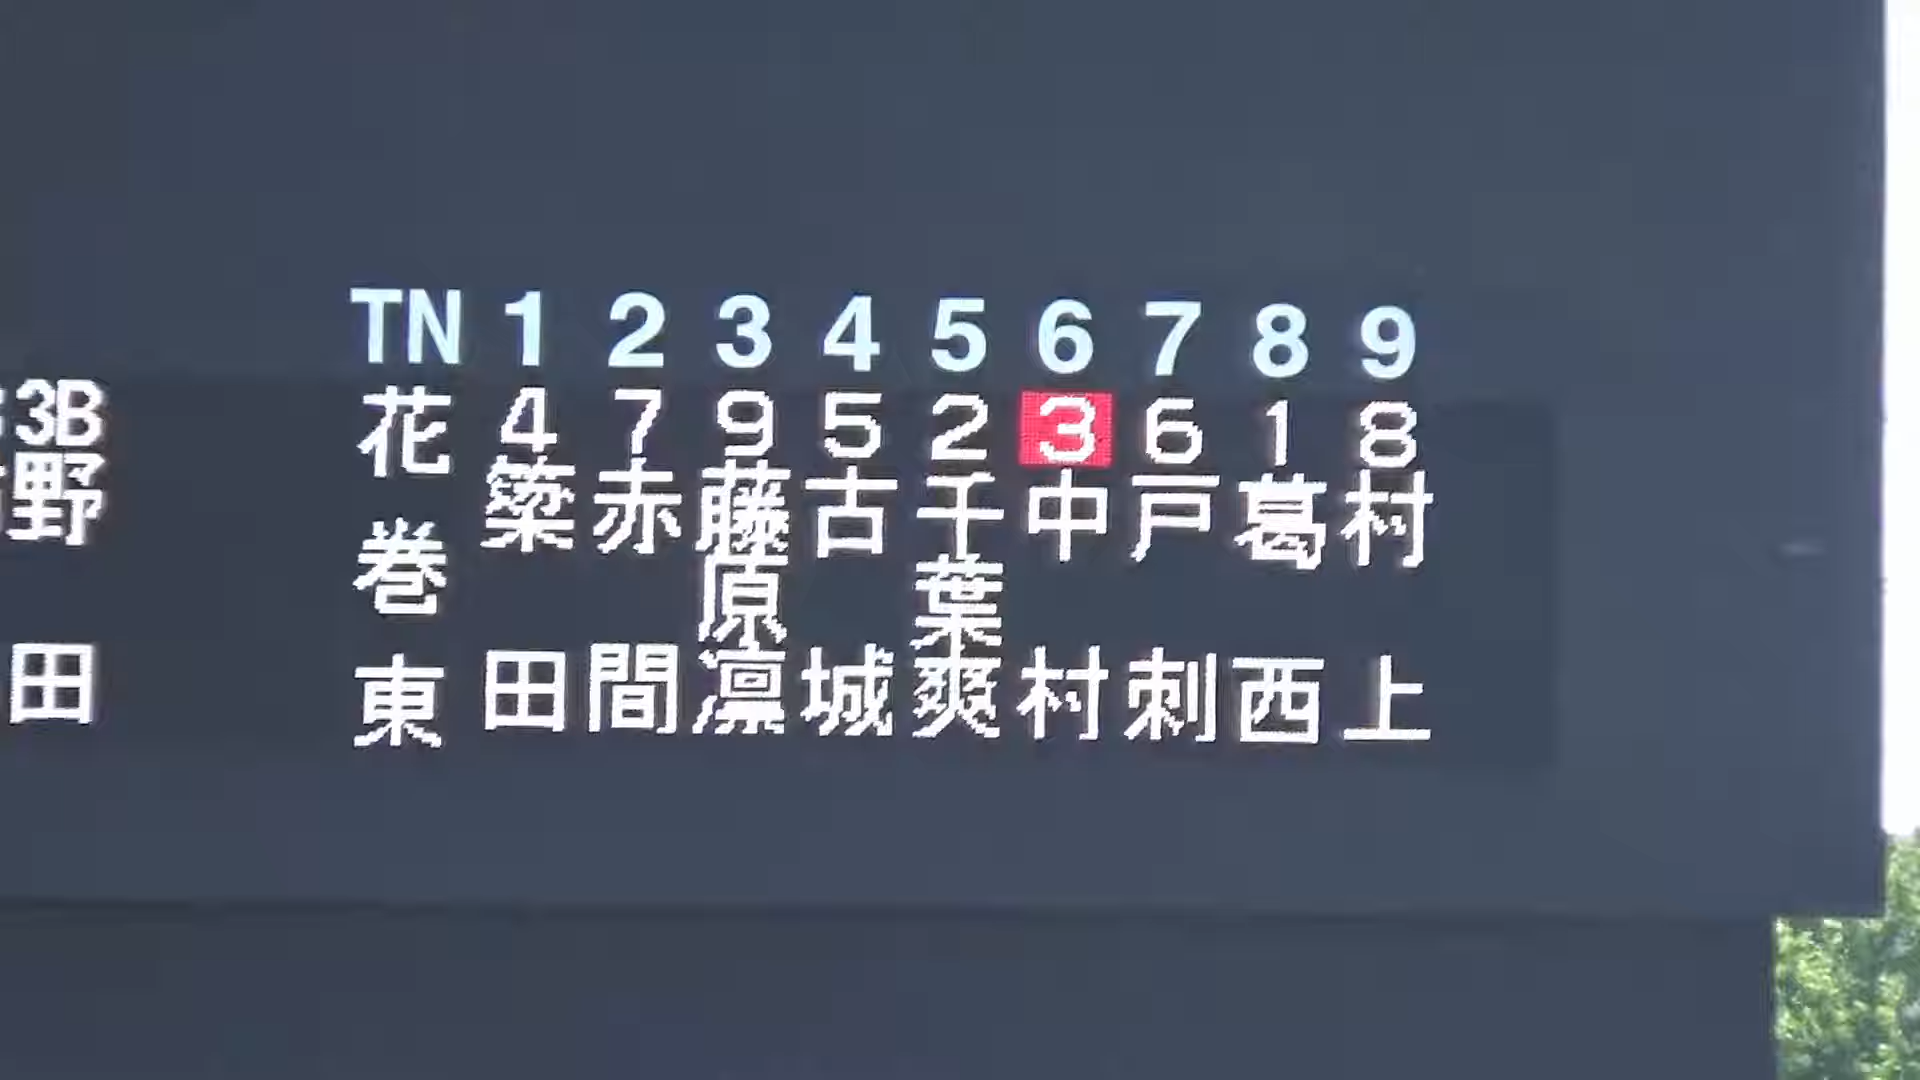 3B
野
田
TN 1 2 3 4 5 6 7 8 9
4 7 9 5 2 3 6 1 8
花巻東
簗田
赤間
藤原凛
古城
千葉爽
中村
戸刺
葛西
村上